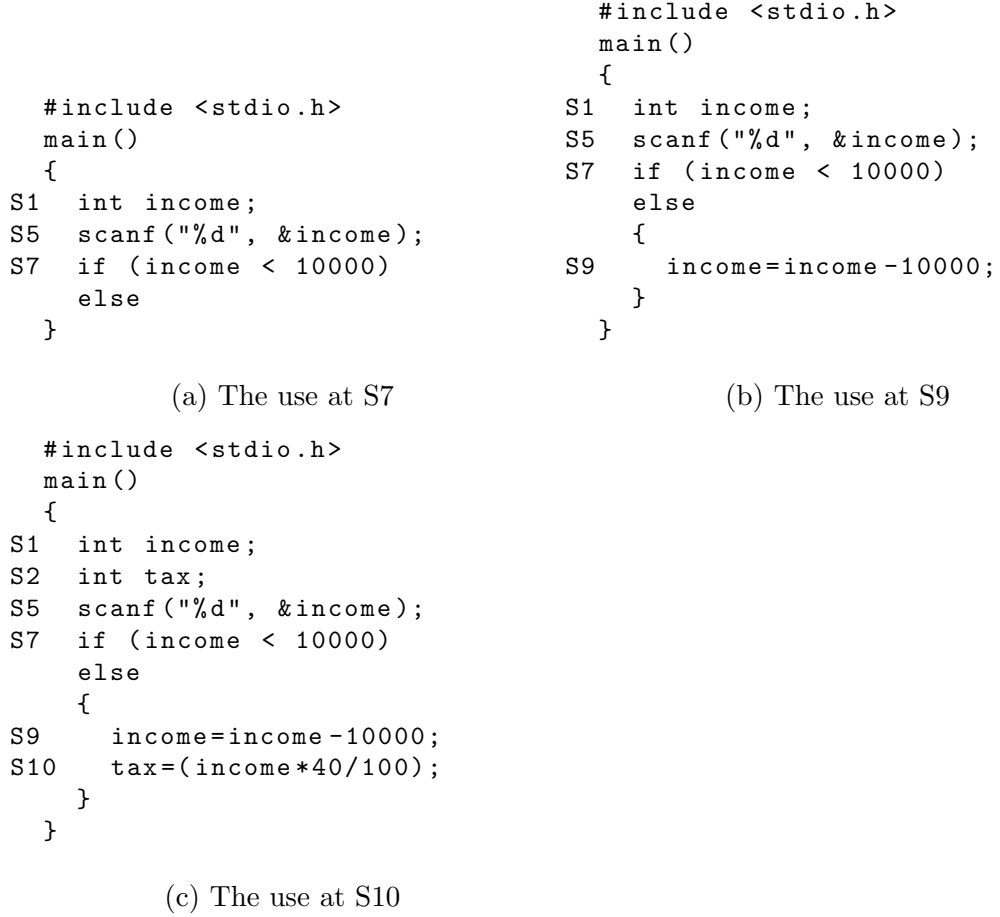 #include <stdio.h>
main()
{
S1 int income;
S5 scanf("%d", &income);
S7 if (income < 10000)
else
}
(a) The use at S7
#include <stdio.h>
main()
{
S1 int income;
S5 scanf("%d", &income);
S7 if (income < 10000)
else
{
S9 income=income-10000;
}
}
(b) The use at S9
#include <stdio.h>
main()
{
S1 int income;
S2 int tax;
S5 scanf("%d", &income);
S7 if (income < 10000)
else
{
S9 income=income-10000;
S10 tax=(income*40/100);
}
}
(c) The use at S10